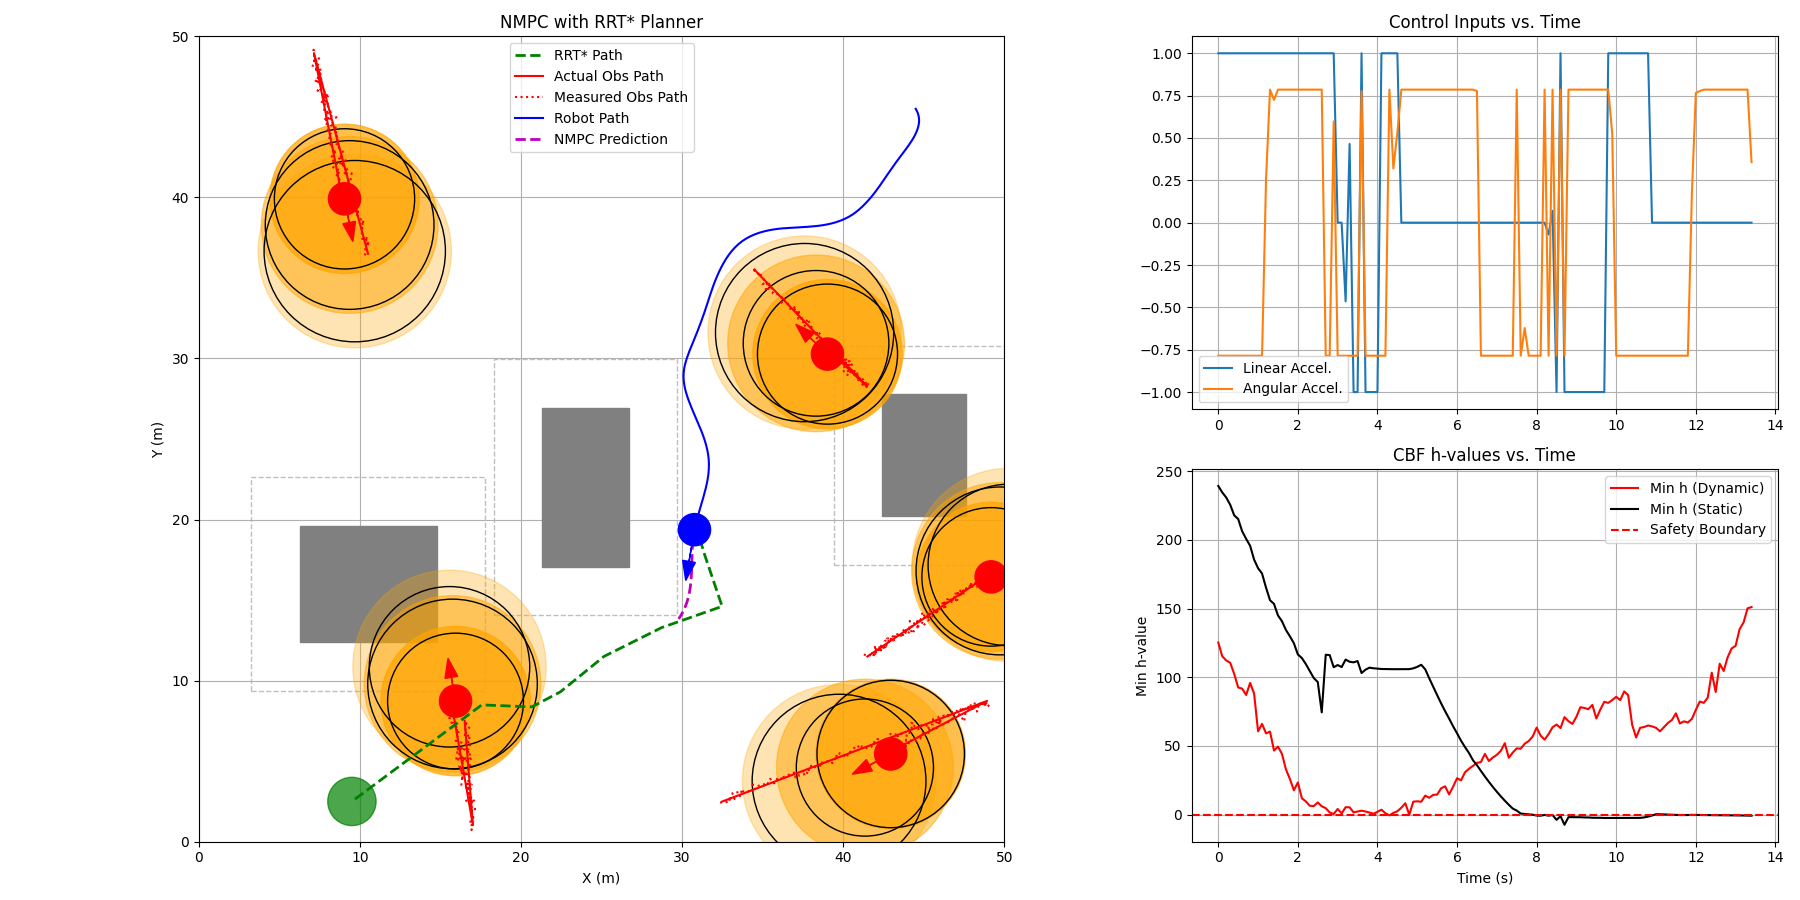 NMPC with RRT* Planner
RRT* Path
Actual Obs Path
Measured Obs Path
Robot Path
NMPC Prediction
50
40
30
20
10
0
Y (m)
0 10 20 30 40 50
X (m)
Control Inputs vs. Time
1.00
0.75
0.50
0.25
0.00
−0.25
−0.50
−0.75
−1.00
Linear Accel.
Angular Accel.
0 2 4 6 8 10 12 14
CBF h-values vs. Time
Min h (Dynamic)
Min h (Static)
Safety Boundary
250
200
150
100
50
0
Min h-value
0 2 4 6 8 10 12 14
Time (s)